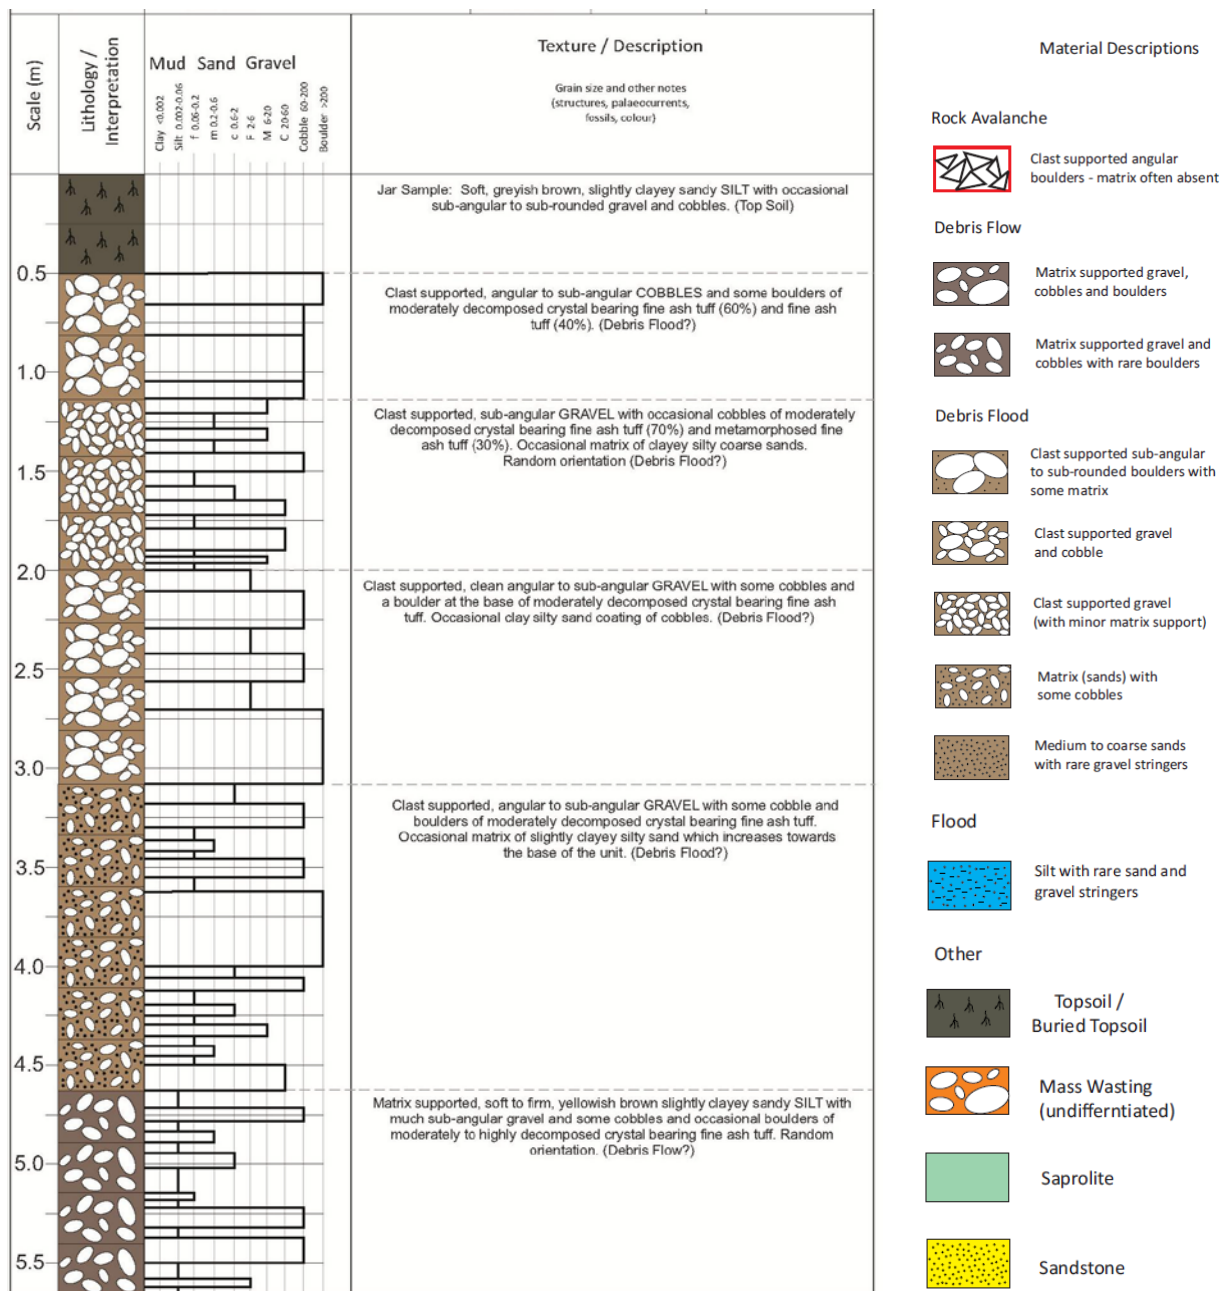 Scale (m)
Lithology /
Interpretation
Mud Sand Gravel
Clay <0.002
Silt 0.002-0.06
f 0.06-0.2
m 0.2-0.6
c 0.6-2
F 2-6
M 6-20
C 20-60
Cobble 60-200
Boulder >200
Texture / Description
Grain size and other notes
(structures, palaeocurrents,
fossils, colour)
Jar Sample: Soft, greyish brown, slightly clayey sandy SILT with occasional
sub-angular to sub-rounded gravel and cobbles. (Top Soil)
0.5
Clast supported, angular to sub-angular COBBLES and some boulders of
moderately decomposed crystal bearing fine ash tuff (60%) and fine ash
tuff (40%). (Debris Flood?)
1.0
Clast supported, sub-angular GRAVEL with occasional cobbles of moderately
decomposed crystal bearing fine ash tuff (70%) and metamorphosed fine
ash tuff (30%). Occasional matrix of clayey silty coarse sands.
Random orientation (Debris Flood?)
1.5
2.0
Clast supported, clean angular to sub-angular GRAVEL with some cobbles and
a boulder at the base of moderately decomposed crystal bearing fine ash
tuff. Occasional clay silty sand coating of cobbles. (Debris Flood?)
2.5
3.0
Clast supported, angular to sub-angular GRAVEL with some cobble and
boulders of moderately decomposed crystal bearing fine ash tuff.
Occasional matrix of slightly clayey silty sand which increases towards
the base of the unit. (Debris Flood?)
3.5
4.0
4.5
Matrix supported, soft to firm, yellowish brown slightly clayey sandy SILT with
much sub-angular gravel and some cobbles and occasional boulders of
moderately to highly decomposed crystal bearing fine ash tuff. Random
orientation. (Debris Flow?)
5.0
5.5
Material Descriptions
Rock Avalanche
Clast supported angular
boulders - matrix often absent
Debris Flow
Matrix supported gravel,
cobbles and boulders
Matrix supported gravel and
cobbles with rare boulders
Debris Flood
Clast supported sub-angular
to sub-rounded boulders with
some matrix
Clast supported gravel
and cobble
Clast supported gravel
(with minor matrix support)
Matrix (sands) with
some cobbles
Medium to coarse sands
with rare gravel stringers
Flood
Silt with rare sand and
gravel stringers
Other
Topsoil /
Buried Topsoil
Mass Wasting
(undifferntiated)
Saprolite
Sandstone